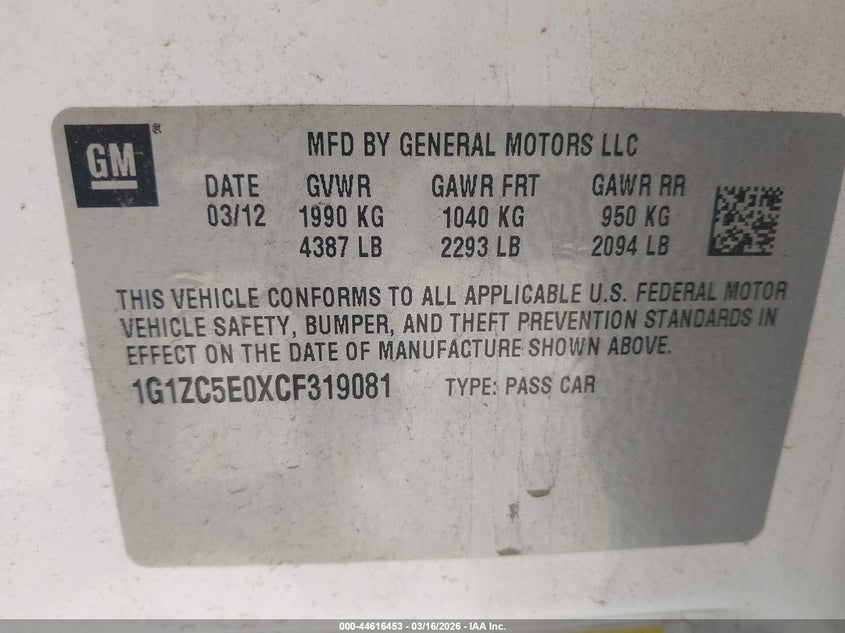 GM ®
MFD BY GENERAL MOTORS LLC
DATE GVWR GAWR FRT GAWR RR
03/12 1990 KG 1040 KG 950 KG
4387 LB 2293 LB 2094 LB
THIS VEHICLE CONFORMS TO ALL APPLICABLE U.S. FEDERAL MOTOR
VEHICLE SAFETY, BUMPER, AND THEFT PREVENTION STANDARDS IN
EFFECT ON THE DATE OF MANUFACTURE SHOWN ABOVE.
1G1ZC5E0XCF319081 TYPE: PASS CAR
000-44616453 - 03/16/2026 - IAA Inc.